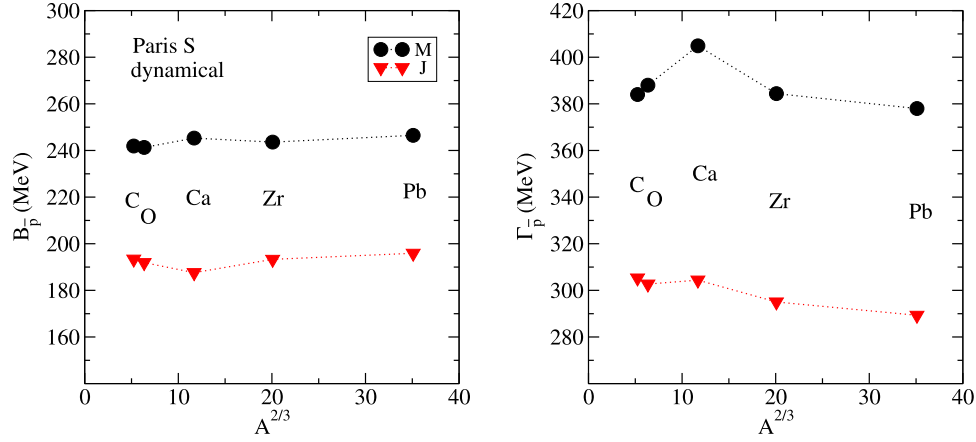 300
280
260
240
220
200
180
160
B_p̄ (MeV)
Paris S
dynamical
M
J
C
O
Ca
Zr
Pb
0 10 20 30 40
A^{2/3}
420
400
380
360
340
320
300
280
Γ_p̄ (MeV)
C
O
Ca
Zr
Pb
0 10 20 30 40
A^{2/3}